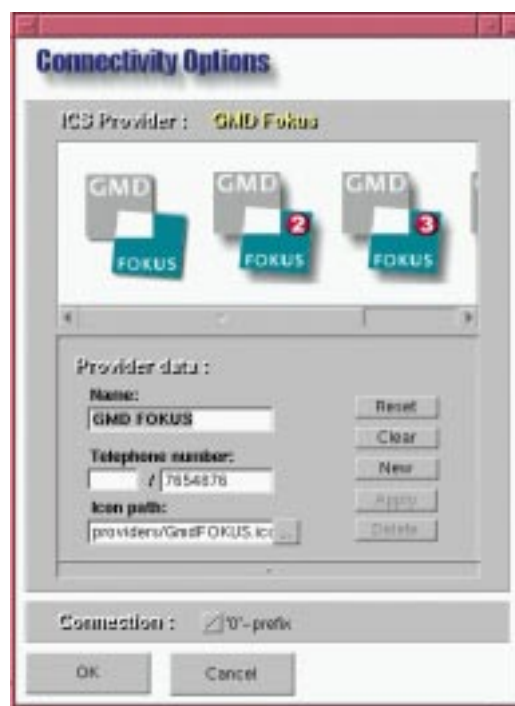 Connectivity Options
ICS Provider : GMD Fokus
GMD FOKUS
GMD 2 FOKUS
GMD 3 FOKUS
Provider data :
Name:
GMD FOKUS
Telephone number:
/ 7654876
Icon path:
providers/GmdFOKUS.ico ...
Reset
Clear
New
Apply
Delete
Connection : '0'-prefix
OK Cancel